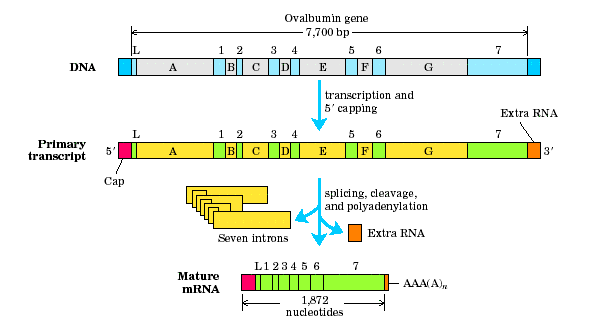 Ovalbumin gene
7,700 bp
L 1 2 3 4 5 6 7
DNA A B C D E F G
transcription and
5′ capping
Extra RNA
L 1 2 3 4 5 6 7
Primary
transcript 5′ A B C D E F G 3′
Cap
splicing, cleavage,
and polyadenylation
Seven introns
Extra RNA
L 1 2 3 4 5 6 7
Mature
mRNA AAA(A)n
1,872
nucleotides